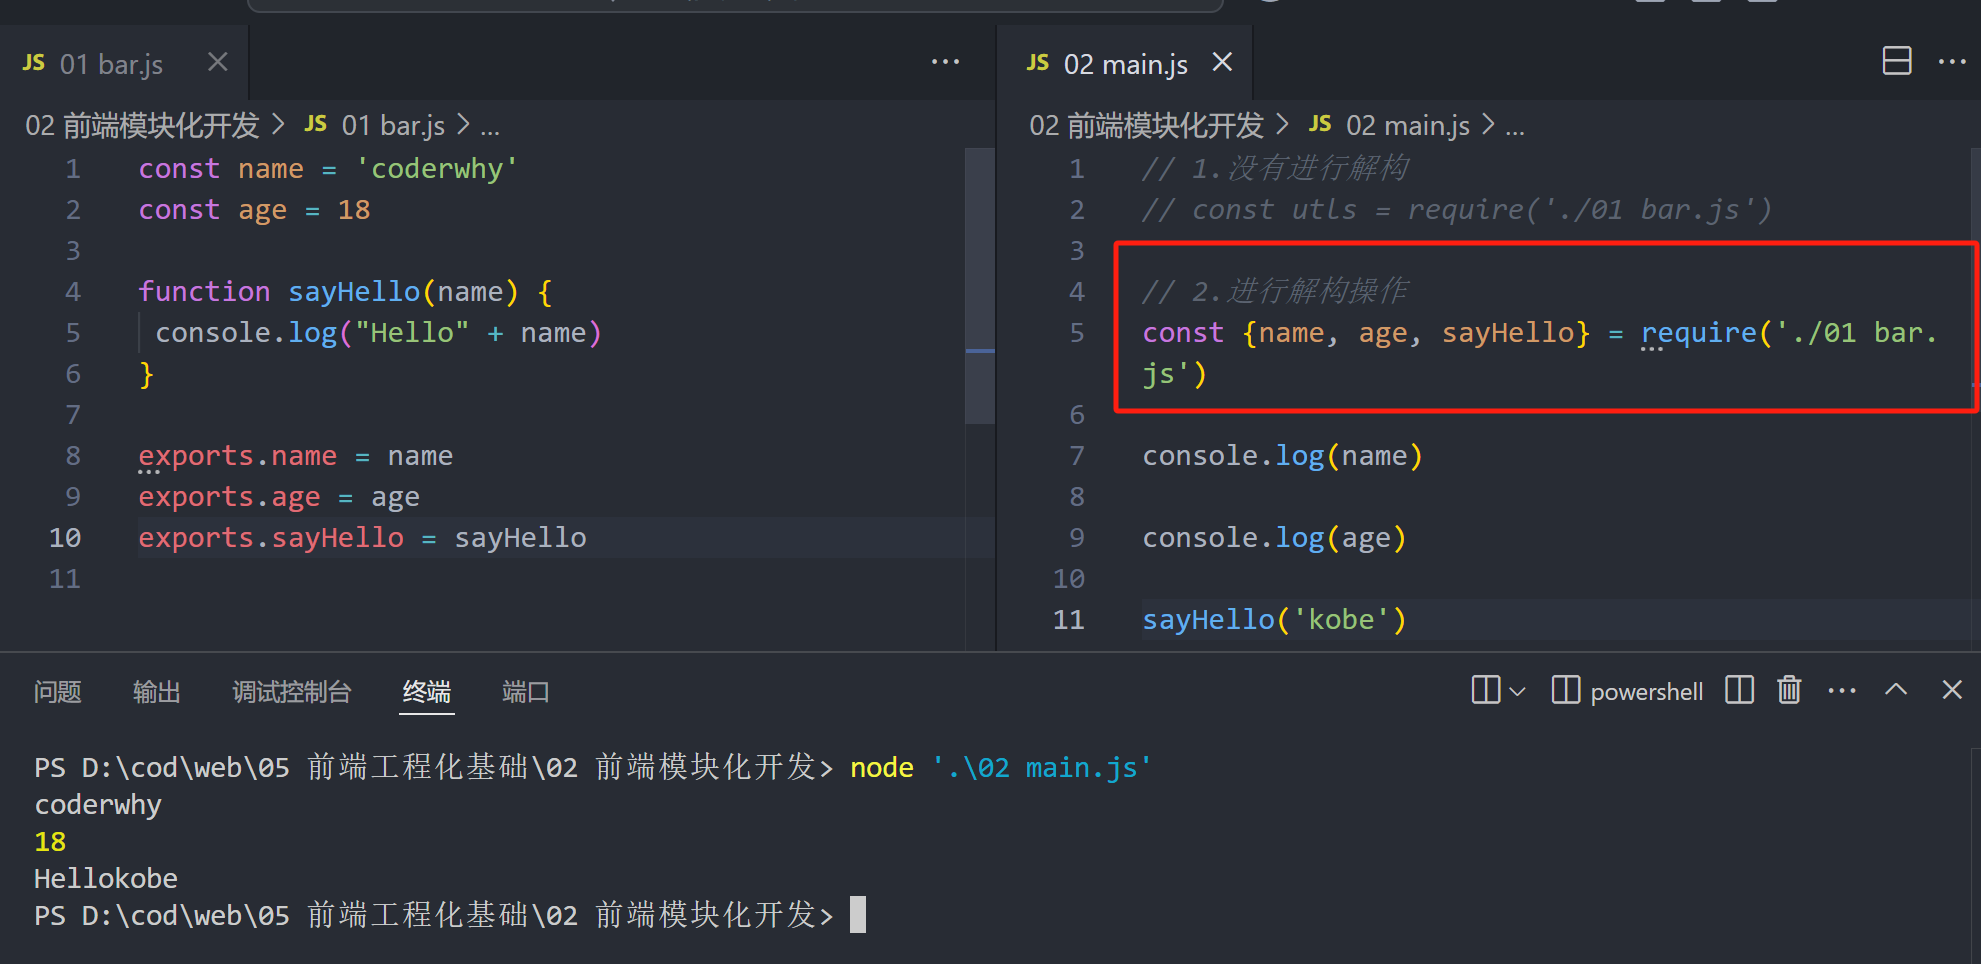 JS 01 bar.js
02 前端模块化开发 > JS 01 bar.js > ...
1 const name = 'coderwhy'
2 const age = 18
3
4 function sayHello(name) {
5 console.log("Hello" + name)
6 }
7
8 exports.name = name
9 exports.age = age
10 exports.sayHello = sayHello
11
JS 02 main.js
02 前端模块化开发 > JS 02 main.js > ...
1 // 1.没有进行解构
2 // const utls = require('./01 bar.js')
3
4 // 2.进行解构操作
5 const {name, age, sayHello} = require('./01 bar.
js')
6
7 console.log(name)
8
9 console.log(age)
10
11 sayHello('kobe')
问题 输出 调试控制台 终端 端口 powershell
PS D:\cod\web\05 前端工程化基础\02 前端模块化开发> node '.\02 main.js'
coderwhy
18
Hellokobe
PS D:\cod\web\05 前端工程化基础\02 前端模块化开发>